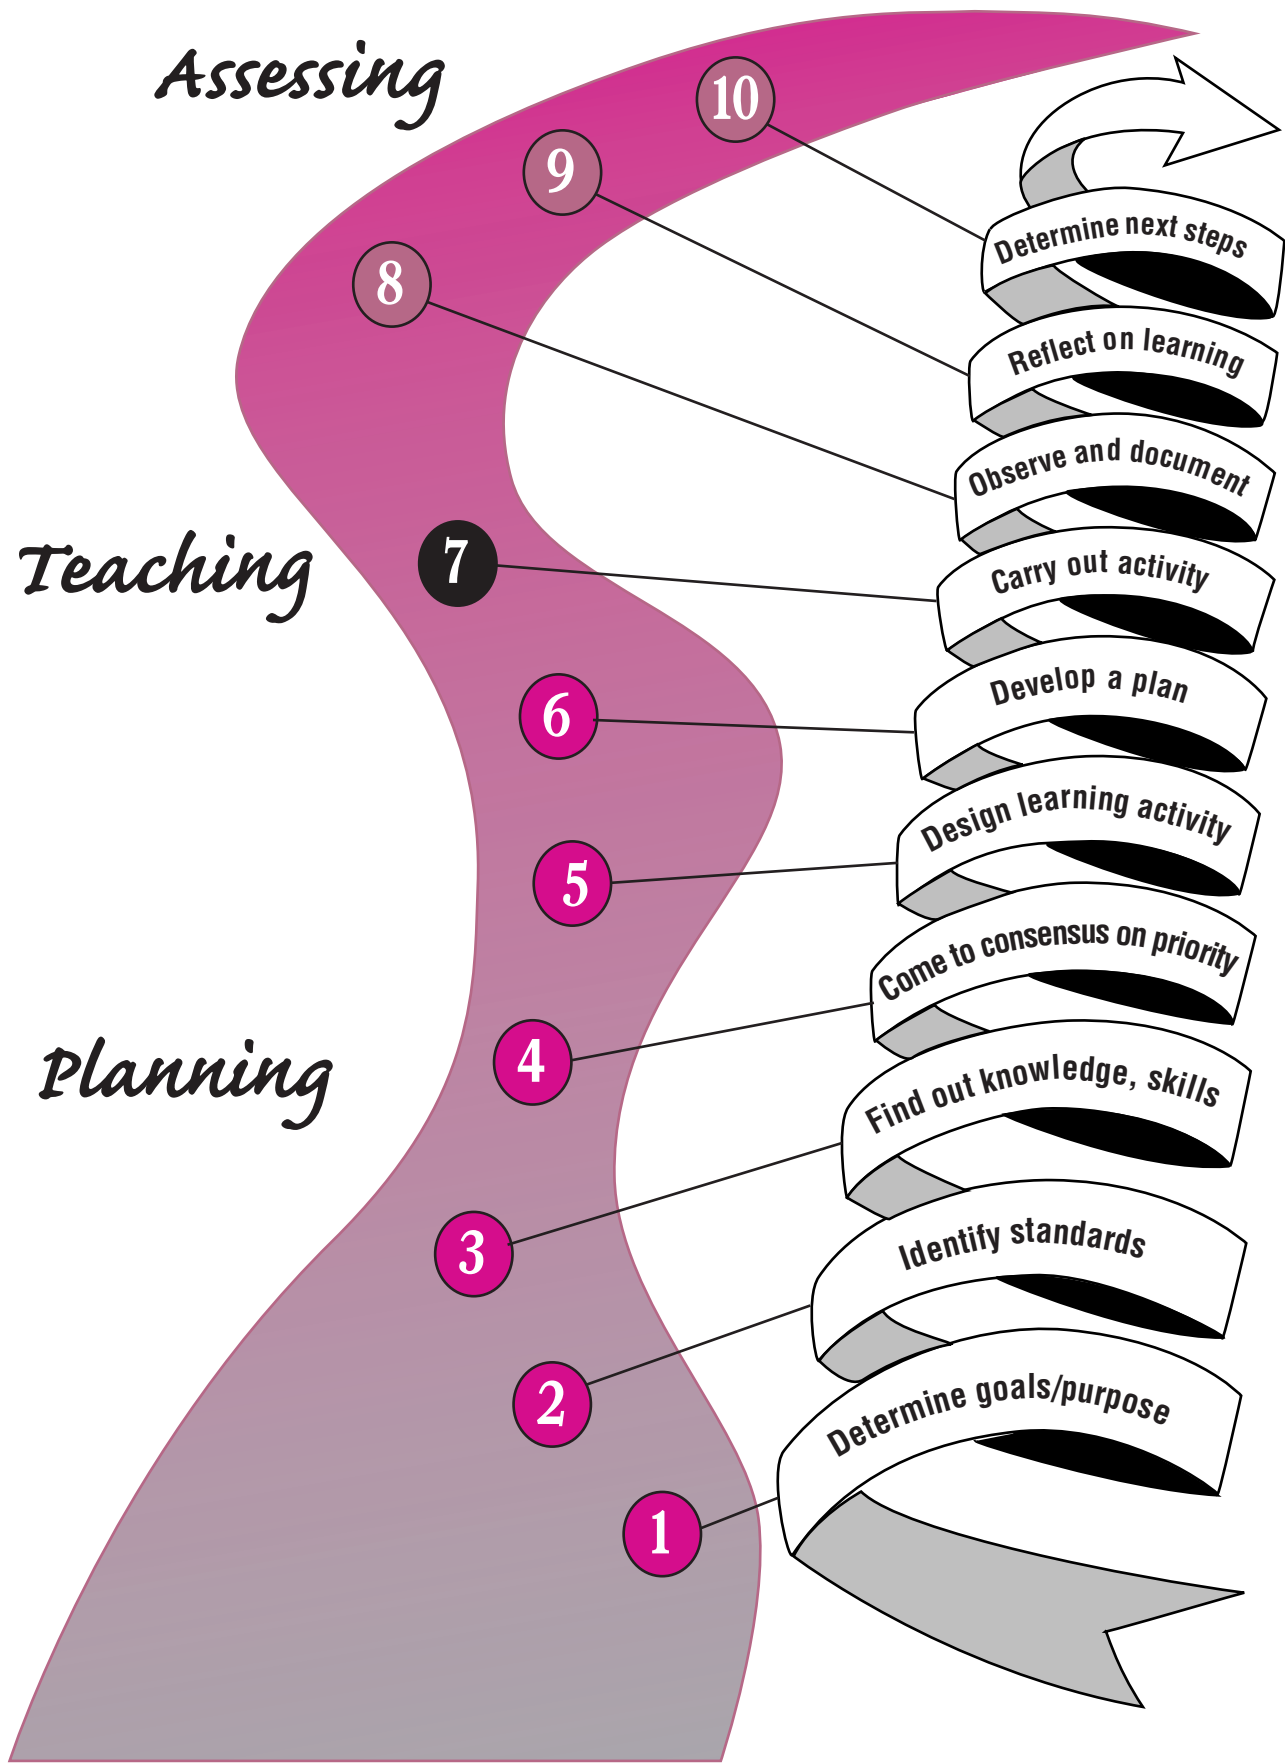 Assessing
10
Determine next steps
9
Reflect on learning
8
Observe and document
Teaching
7
Carry out activity
6
Develop a plan
5
Design learning activity
4
Come to consensus on priority
Planning
3
Find out knowledge, skills
2
Identify standards
1
Determine goals/purpose